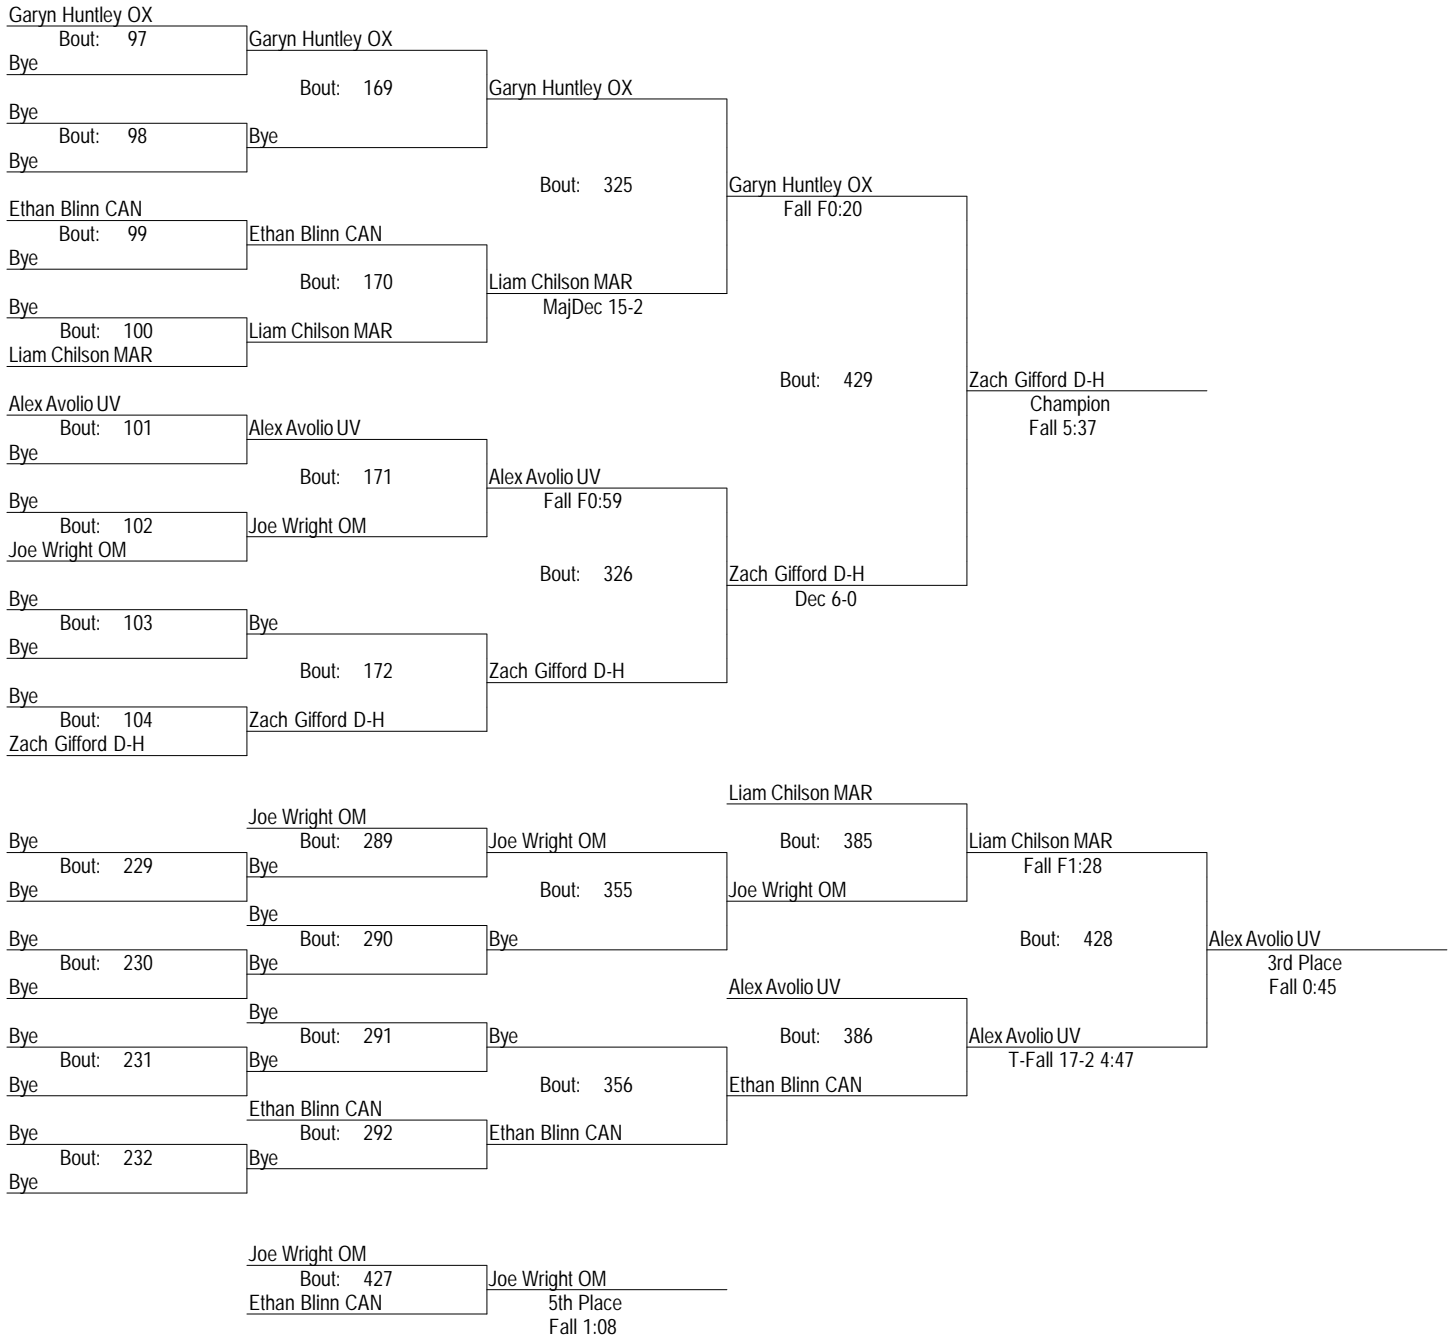 Garyn Huntley OX
Bout: 97
Garyn Huntley OX
Bye
Bout: 169
Garyn Huntley OX
Bye
Bout: 98
Bye
Bye
Bout: 325
Garyn Huntley OX
Fall F0:20
Ethan Blinn CAN
Bout: 99
Ethan Blinn CAN
Bye
Bout: 170
Liam Chilson MAR
MajDec 15-2
Bye
Bout: 100
Liam Chilson MAR
Liam Chilson MAR
Bout: 429
Zach Gifford D-H
Champion
Fall 5:37
Alex Avolio UV
Bout: 101
Alex Avolio UV
Bye
Bout: 171
Alex Avolio UV
Fall F0:59
Bye
Bout: 102
Joe Wright OM
Joe Wright OM
Bout: 326
Zach Gifford D-H
Dec 6-0
Bye
Bout: 103
Bye
Bye
Bout: 172
Zach Gifford D-H
Bye
Bout: 104
Zach Gifford D-H
Zach Gifford D-H
Liam Chilson MAR
Joe Wright OM
Bye
Bout: 289
Joe Wright OM
Bout: 385
Liam Chilson MAR
Fall F1:28
Bout: 229
Bye
Bye
Bout: 355
Joe Wright OM
Bye
Bye
Bout: 290
Bye
Bout: 428
Alex Avolio UV
3rd Place
Fall 0:45
Bout: 230
Bye
Bye
Alex Avolio UV
Bye
Bye
Bout: 291
Bye
Bout: 386
Alex Avolio UV
T-Fall 17-2 4:47
Bout: 231
Bye
Bye
Bout: 356
Ethan Blinn CAN
Ethan Blinn CAN
Bye
Bout: 292
Ethan Blinn CAN
Bout: 232
Bye
Bye
Joe Wright OM
Bout: 427
Joe Wright OM
Ethan Blinn CAN
5th Place
Fall 1:08